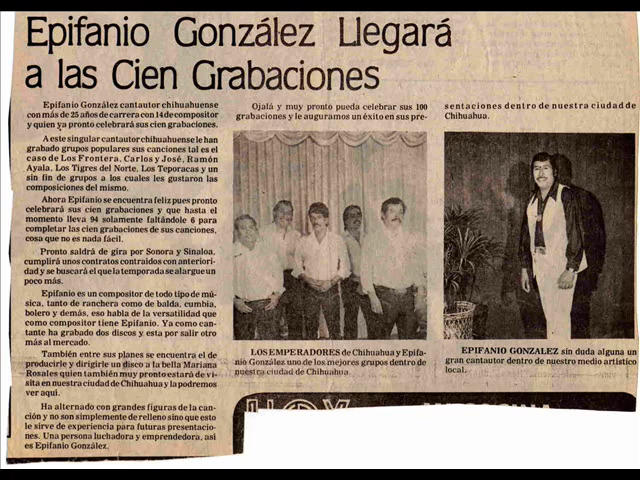 Epifanio González Llegará
a las Cien Grabaciones
Epifanio González cantautor chihuahuense
con más de 25 años de carrera con 14 de compositor
y quien ya pronto celebrará sus cien grabaciones.
A este singular cantautor chihuahuense le han
grabado grupos populares sus canciones tal es el
caso de Los Frontera, Carlos y José, Ramón
Ayala, Los Tigres del Norte, Los Teporacas y un
sin fin de grupos a los cuales les gustaron las
composiciones del mismo.
Ahora Epifanio se encuentra feliz pues pronto
celebrará sus cien grabaciones y que hasta el
momento lleva 94 solamente faltándole 6 para
completar las cien grabaciones de sus canciones,
cosa que no es nada fácil.
Pronto saldrá de gira por Sonora y Sinaloa,
cumplirá unos contratos contraidos con anteriori-
dad y se buscará el que la temporada se alargue un
poco más.
Epifanio es un compositor de todo tipo de mú-
sica, tanto de ranchera como de balda, cumbia,
bolero y demás, eso habla de la versatilidad que
como compositor tiene Epifanio. Ya como can-
tante ha grabado dos discos y esta por salir otro
más al mercado.
También entre sus planes se encuentra el de
producirle y dirigirle un disco a la bella Mariana
Rosales quien también muy pronto estará de vi-
sita en nuestra ciudad de Chihuahua y la podremos
ver aquí.
Ha alternado con grandes figuras de la can-
ción y no son simplemente de relleno sino que esto
le sirve de experiencia para futuras presentacio-
nes. Una persona luchadora y emprendedora, asi
es Epifanio González.
Ojalá y muy pronto pueda celebrar sus 100
grabaciones y le auguramos un éxito en sus pre-
sentaciones dentro de nuestra ciudad de
Chihuahua.
LOS EMPERADORES de Chihuahua y Epifa-
nio González uno de los mejores grupos dentro de
nuestra ciudad de Chihuahua.
EPIFANIO GONZALEZ sin duda alguna un
gran cantautor dentro de nuestro medio artístico
local.
HOY